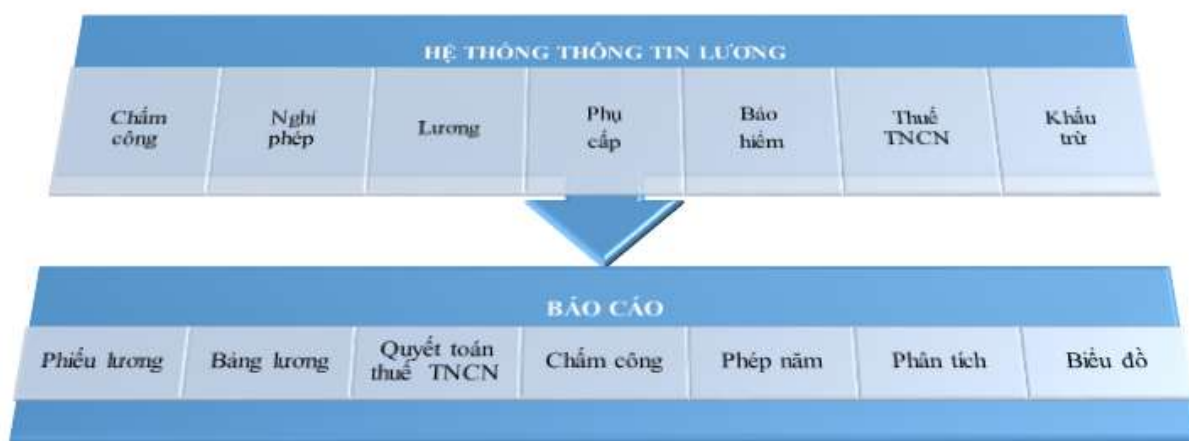 HỆ THỐNG THÔNG TIN LƯƠNG
Chấm công
Nghỉ phép
Lương
Phụ cấp
Bảo hiểm
Thuế TNCN
Khấu trừ
BÁO CÁO
Phiếu lương
Bảng lương
Quyết toán thuế TNCN
Chấm công
Phép năm
Phân tích
Biểu đồ